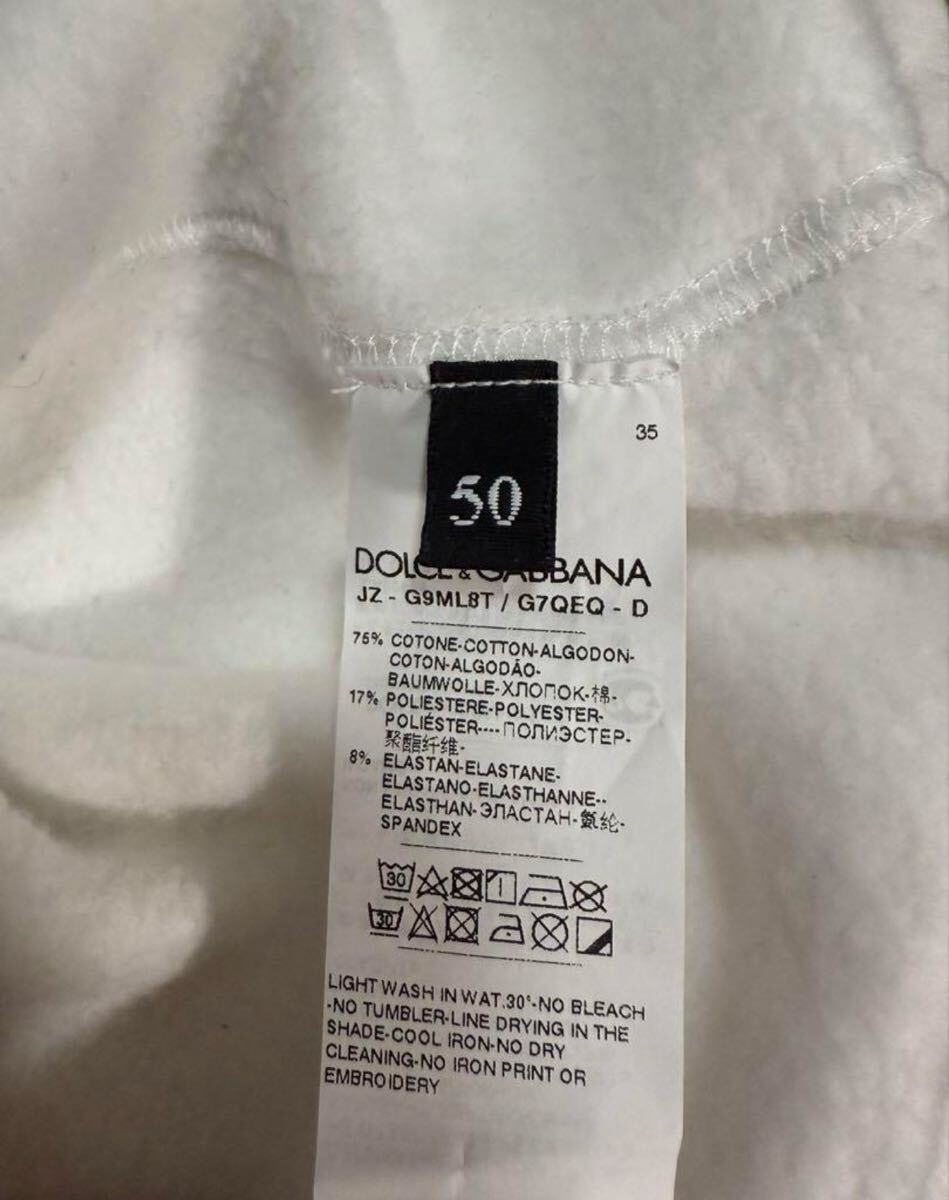 35
50
DOLCE & GABBANA
JZ - G9ML8T / G7QEQ - D
75% COTONE-COTTON-ALGODON-
COTON-ALGODÃO-
BAUMWOLLE-ХЛОПОК-棉-
17% POLIESTERE-POLYESTER-
POLIÉSTER----ПОЛИЭСТЕР-
聚酯纤维-
8% ELASTAN-ELASTANE-
ELASTANO-ELASTHANNE--
ELASTHAN-ЭЛАСТАН-氨纶-
SPANDEX
30
30
LIGHT WASH IN WAT.30°-NO BLEACH
-NO TUMBLER-LINE DRYING IN THE
SHADE-COOL IRON-NO DRY
CLEANING-NO IRON PRINT OR
EMBROIDERY